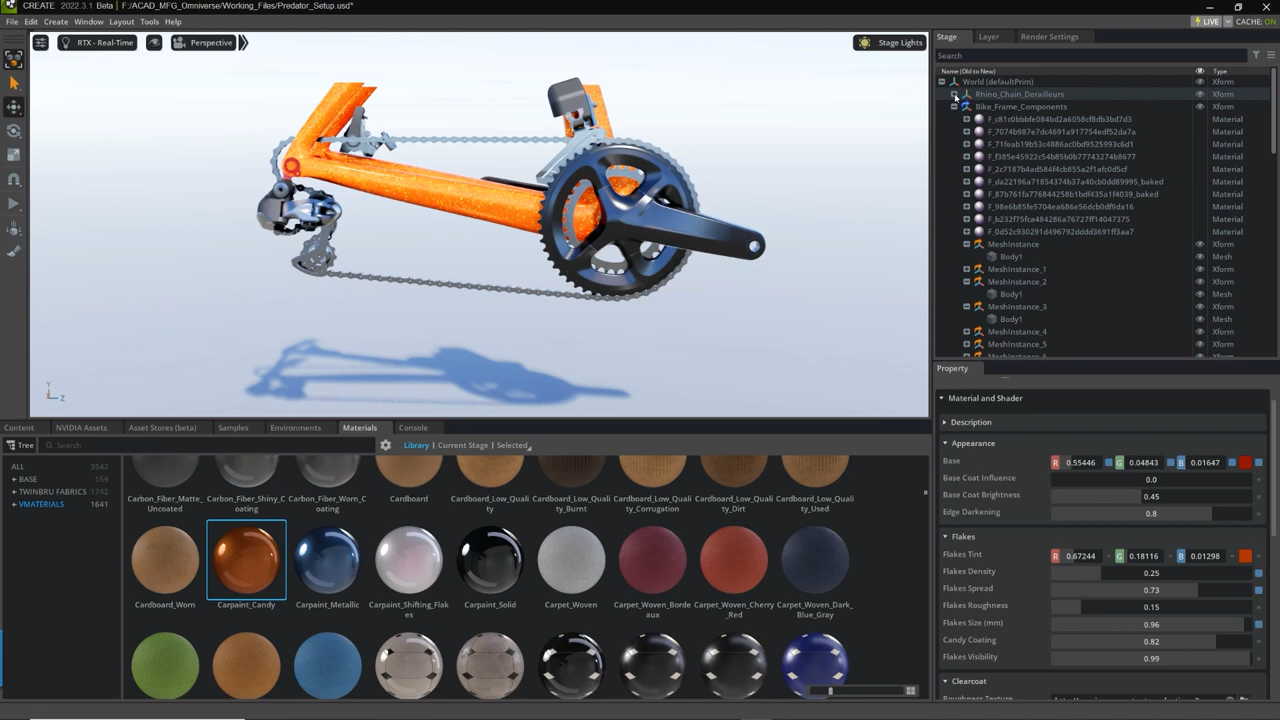 CREATE 2022.3.1 Beta F:/ACAD_MFG_Omniverse/Working_Files/Predator_Setup.usd*
File Edit Create Window Layout Tools Help
LIVE CACHE: ON
RTX - Real-Time Perspective Stage Lights
Stage Layer Render Settings
Search
Name (Old to New) Type
World (defaultPrim) Xform
Rhino_Chain_Derailleurs Xform
Bike_Frame_Components Xform
F_c81c0bbbfe084bd2a6058cf8db3bd7d3 Material
F_7074b987e7dc4691a917754edf52da7a Material
F_71feab19b53c4886ac0bd9525993c6d1 Material
F_f385e45922c54b85b0b77743274b8677 Material
F_2c7187b4ad584f4cb855a2f1afc0d5cf Material
F_da22196a71854374b37a40cb0dd89995_baked Material
F_87b761fa776844258b1bdf435a1f4039_baked Material
F_98e6b85fe5704ea686e56dcb0df9da16 Material
F_b232f75fca484286a76727ff14047375 Material
F_0d52c930291d496792dddd3691ff3aa7 Material
MeshInstance Xform
Body1 Mesh
MeshInstance_1 Xform
MeshInstance_2 Xform
Body1 Mesh
MeshInstance_3 Xform
Body1 Mesh
MeshInstance_4 Xform
MeshInstance_5 Xform
Y
X Z
Property
Material and Shader
Description
Appearance
Base R 0.55446 G 0.04843 B 0.01647
Base Coat Influence 0.0
Base Coat Brightness 0.45
Edge Darkening 0.8
Flakes
Flakes Tint R 0.67244 G 0.18116 B 0.01298
Flakes Density 0.25
Flakes Spread 0.73
Flakes Roughness 0.15
Flakes Size (mm) 0.96
Candy Coating 0.82
Flakes Visibility 0.99
Clearcoat
Content NVIDIA Assets Asset Stores (beta) Samples Environments Materials Console
Tree Search Library | Current Stage | Selected
ALL 3542
+ BASE 159
+ TWINBRU FABRICS 1742
+ VMATERIALS 1641
Carbon_Fiber_Matte_Uncoated Carbon_Fiber_Shiny_Coating Carbon_Fiber_Worn_Coating Cardboard Cardboard_Low_Quality Cardboard_Low_Quality_Burnt Cardboard_Low_Quality_Corrugation Cardboard_Low_Quality_Dirt Cardboard_Low_Quality_Used
Cardboard_Worn Carpaint_Candy Carpaint_Metallic Carpaint_Shifting_Flakes Carpaint_Solid Carpet_Woven Carpet_Woven_Bordeaux Carpet_Woven_Cherry_Red Carpet_Woven_Dark_Blue_Gray